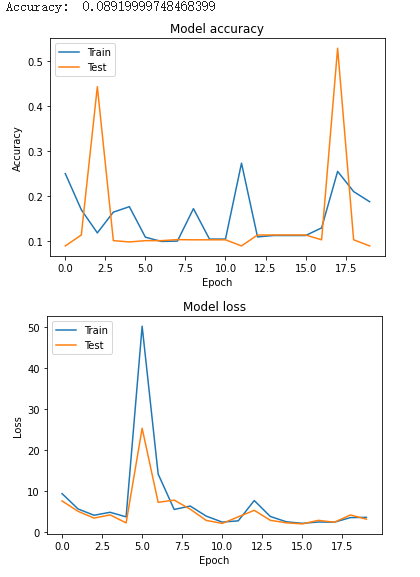 Accuracy:  0.08919999748468399
Model accuracy
Train
Test
0.5
0.4
0.3
0.2
0.1
Accuracy
0.0 2.5 5.0 7.5 10.0 12.5 15.0 17.5
Epoch
Model loss
Train
Test
50
40
30
20
10
0
Loss
0.0 2.5 5.0 7.5 10.0 12.5 15.0 17.5
Epoch